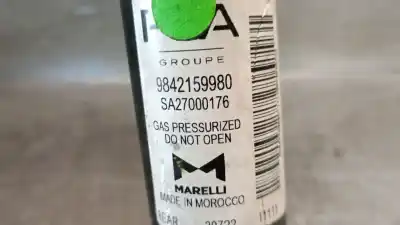 GROUPE
9842159980
SA27000176
GAS PRESSURIZED
DO NOT OPEN
MARELLI
MADE IN MOROCCO